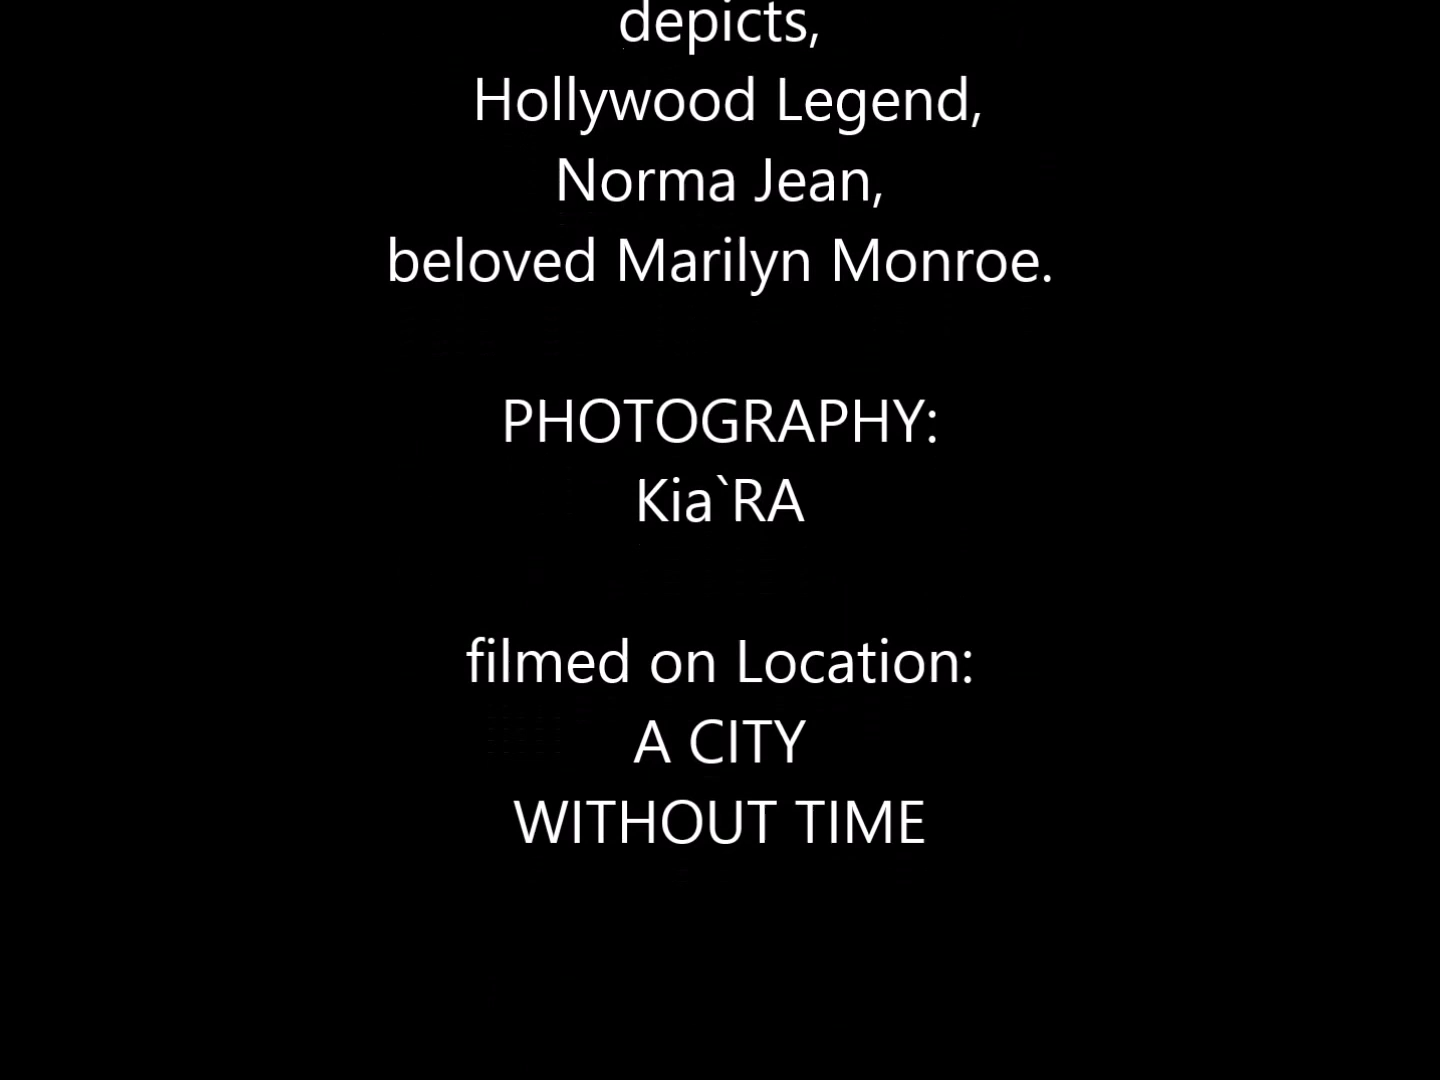 depicts,
Hollywood Legend,
Norma Jean,
beloved Marilyn Monroe.
PHOTOGRAPHY:
Kia`RA
filmed on Location:
A CITY
WITHOUT TIME